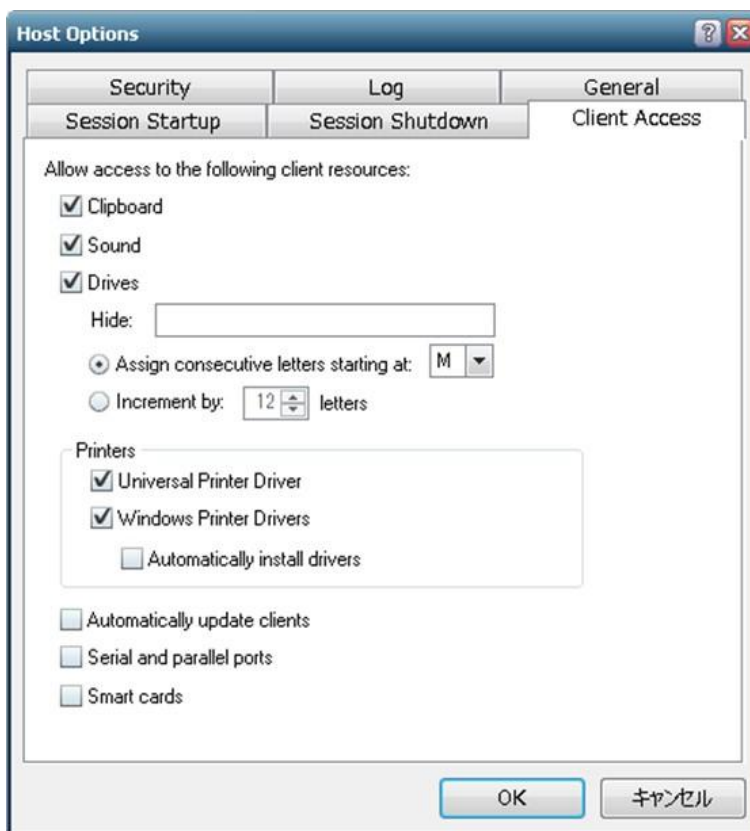 Host Options
Security Log General
Session Startup Session Shutdown Client Access
Allow access to the following client resources:
Clipboard
Sound
Drives
Hide:
Assign consecutive letters starting at: M
Increment by: 12 letters
Printers
Universal Printer Driver
Windows Printer Drivers
Automatically install drivers
Automatically update clients
Serial and parallel ports
Smart cards
OK キャンセル